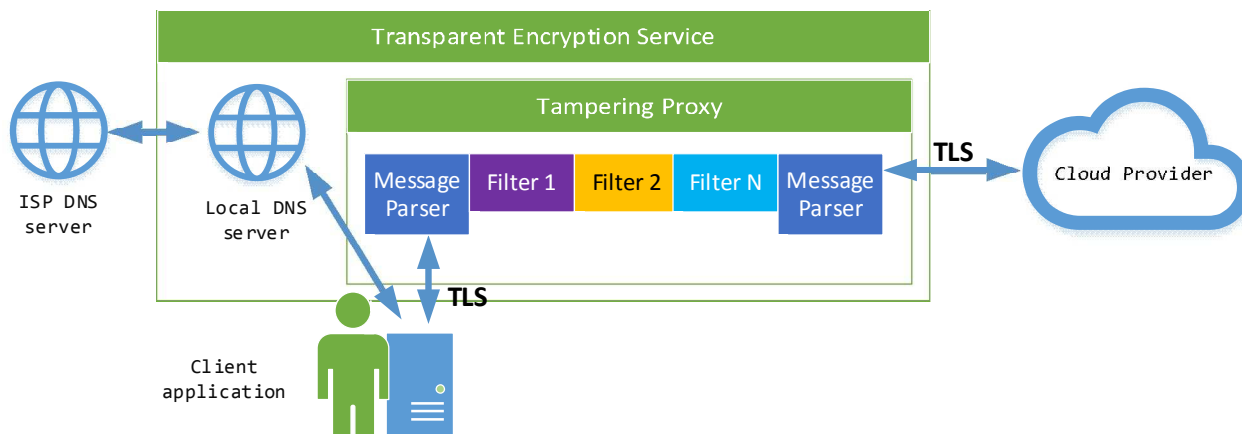 Transparent Encryption Service
Tampering Proxy
Message
Parser
Filter 1
Filter 2
Filter N
Message
Parser
TLS
Cloud Provider
ISP DNS
server
Local DNS
server
TLS
Client
application